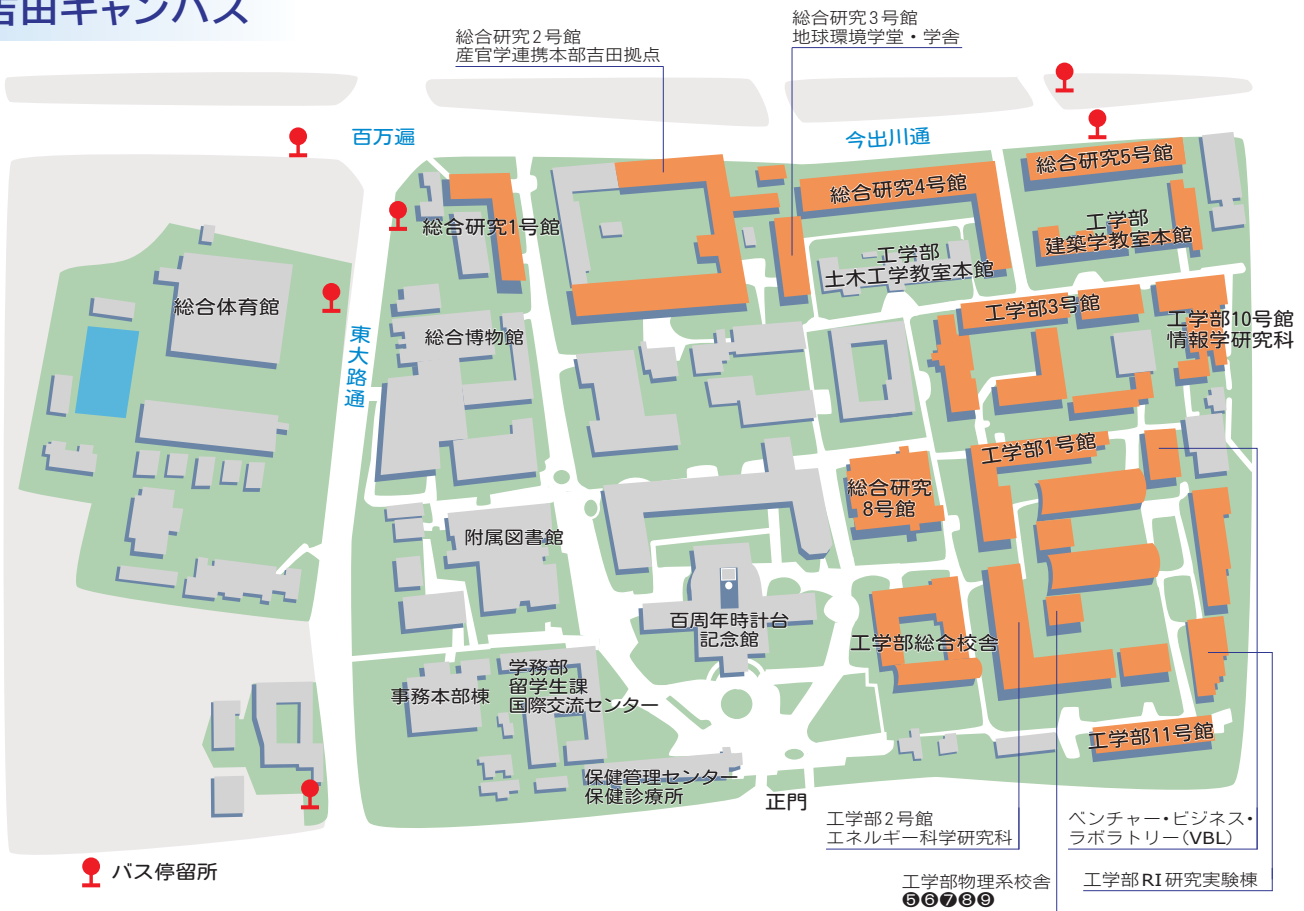 吉田キャンパス
総合研究2号館
産官学連携本部吉田拠点
総合研究3号館
地球環境学堂・学舎
百万遍
今出川通
総合研究1号館
総合研究4号館
総合研究5号館
工学部
建築学教室本館
工学部
土木工学教室本館
総合体育館
総合博物館
東大路通
工学部3号館
工学部10号館
情報学研究科
工学部1号館
総合研究
8号館
附属図書館
百周年時計台
記念館
工学部総合校舎
事務本部棟
学務部
留学生課
国際交流センター
工学部11号館
保健管理センター
保健診療所
正門
工学部2号館
エネルギー科学研究科
ベンチャー・ビジネス・
ラボラトリー(VBL)
工学部物理系校舎
❺❻❼❽❾
工学部RI研究実験棟
バス停留所